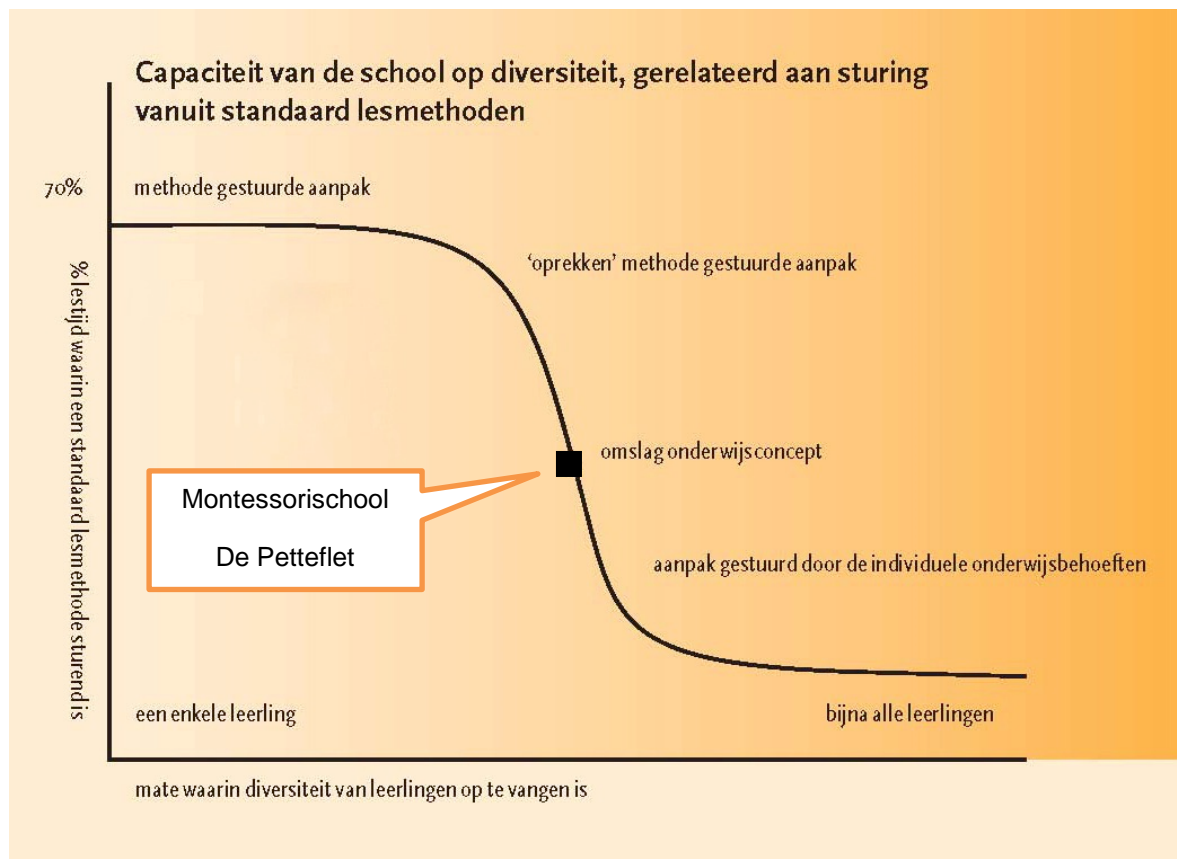 Capaciteit van de school op diversiteit, gerelateerd aan sturing
vanuit standaard lesmethoden
70%
methode gestuurde aanpak
'oprekken' methode gestuurde aanpak
% lestijd waarin een standaard lesmethode sturend is
omslag onderwijsconcept
Montessorischool
De Petteflet
aanpak gestuurd door de individuele onderwijsbehoeften
een enkele leerling
bijna alle leerlingen
mate waarin diversiteit van leerlingen op te vangen is